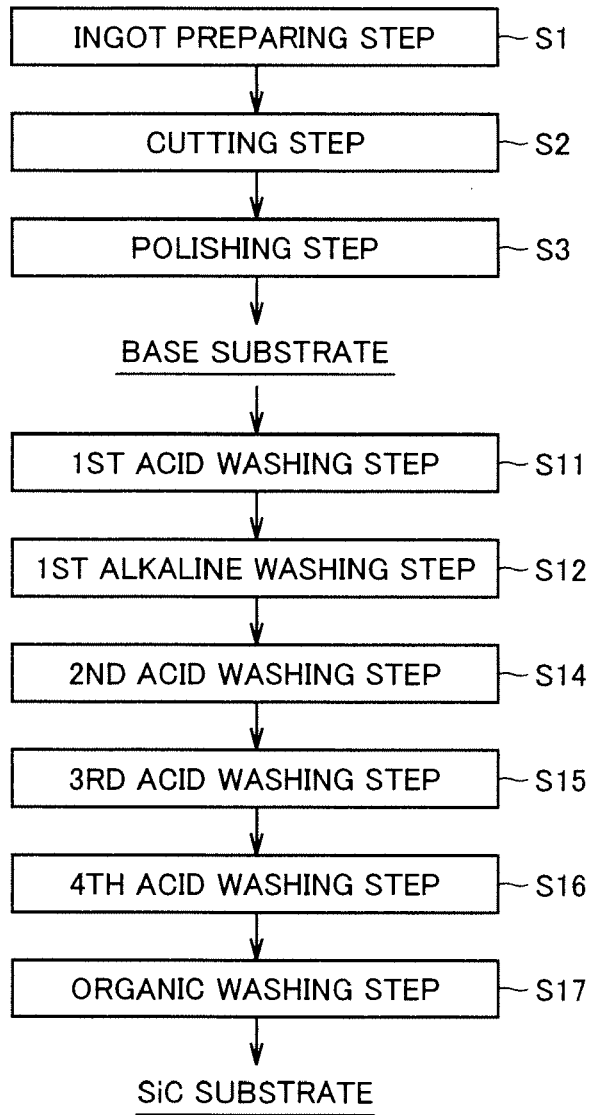 INGOT PREPARING STEP S1
CUTTING STEP S2
POLISHING STEP S3
BASE SUBSTRATE
1ST ACID WASHING STEP S11
1ST ALKALINE WASHING STEP S12
2ND ACID WASHING STEP S14
3RD ACID WASHING STEP S15
4TH ACID WASHING STEP S16
ORGANIC WASHING STEP S17
SiC SUBSTRATE